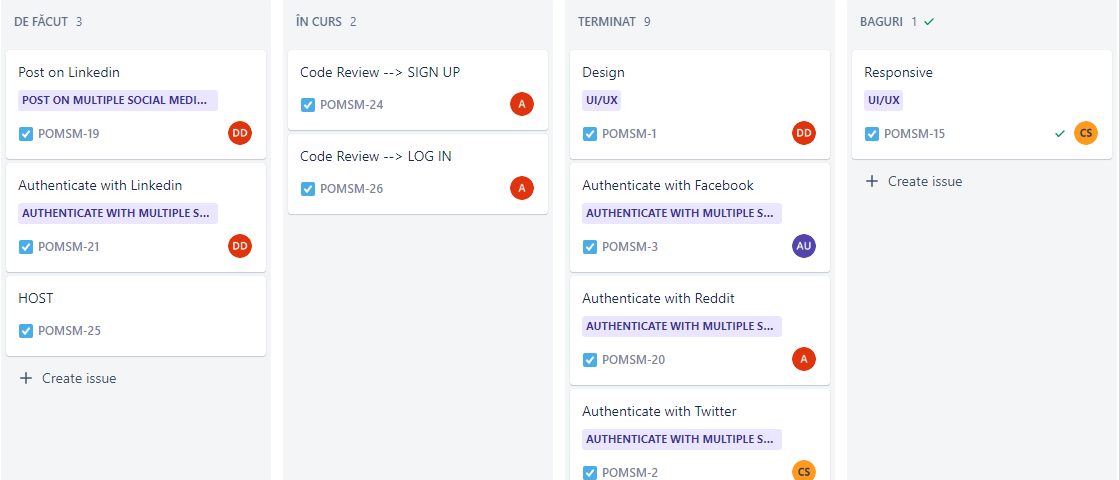 DE FĂCUT 3
Post on Linkedin
POST ON MULTIPLE SOCIAL MEDI...
POMSM-19
DD
Authenticate with Linkedin
AUTHENTICATE WITH MULTIPLE S...
POMSM-21
DD
HOST
POMSM-25
+ Create issue
ÎN CURS 2
Code Review --> SIGN UP
POMSM-24
A
Code Review --> LOG IN
POMSM-26
A
TERMINAT 9
Design
UI/UX
POMSM-1
DD
Authenticate with Facebook
AUTHENTICATE WITH MULTIPLE S...
POMSM-3
AU
Authenticate with Reddit
AUTHENTICATE WITH MULTIPLE S...
POMSM-20
A
Authenticate with Twitter
AUTHENTICATE WITH MULTIPLE S...
POMSM-2
CS
BAGURI 1
Responsive
UI/UX
POMSM-15
CS
+ Create issue